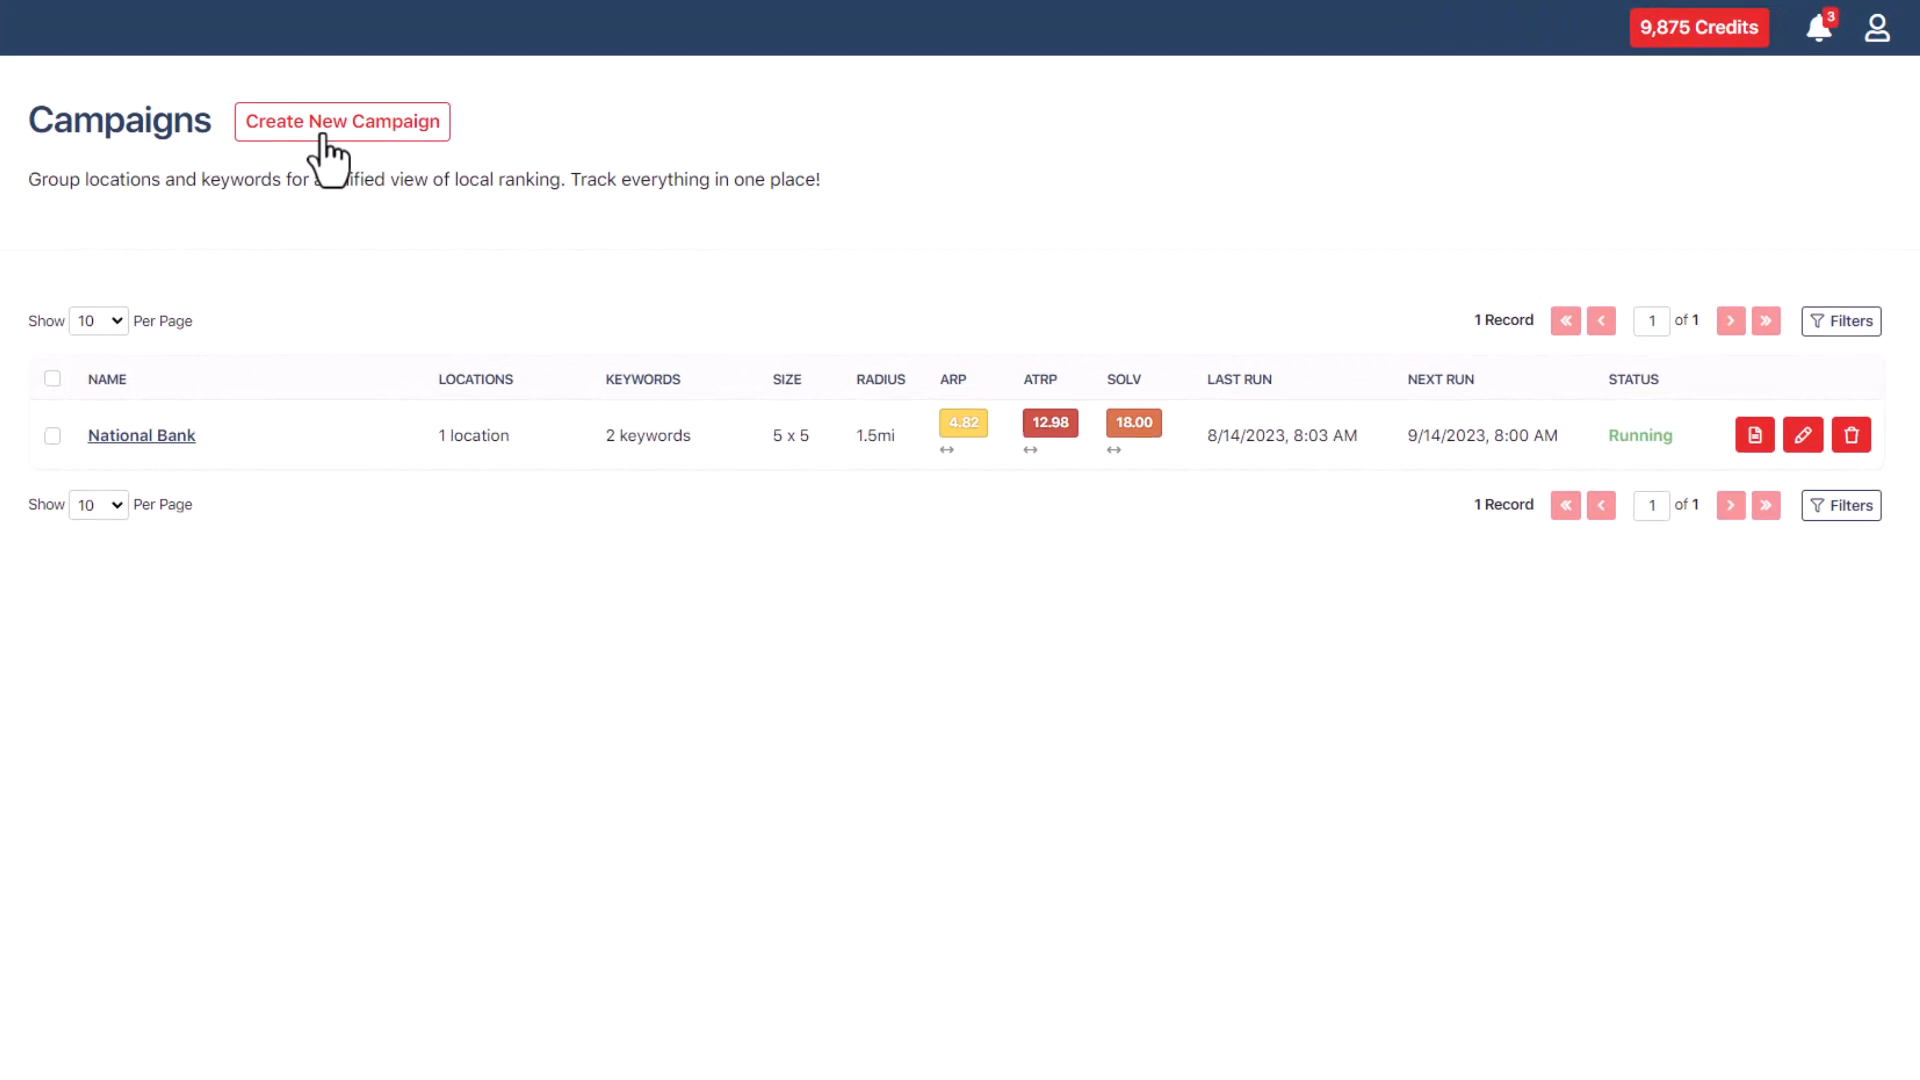 9,875 Credits
3
Campaigns
Create New Campaign
Group locations and keywords for ified view of local ranking. Track everything in one place!
Show 10 Per Page
1 Record
1 of 1
Filters
NAME LOCATIONS KEYWORDS SIZE RADIUS ARP ATRP SOLV LAST RUN NEXT RUN STATUS
National Bank 1 location 2 keywords 5 x 5 1.5mi 4.82 12.98 18.00 8/14/2023, 8:03 AM 9/14/2023, 8:00 AM Running
Show 10 Per Page
1 Record
1 of 1
Filters